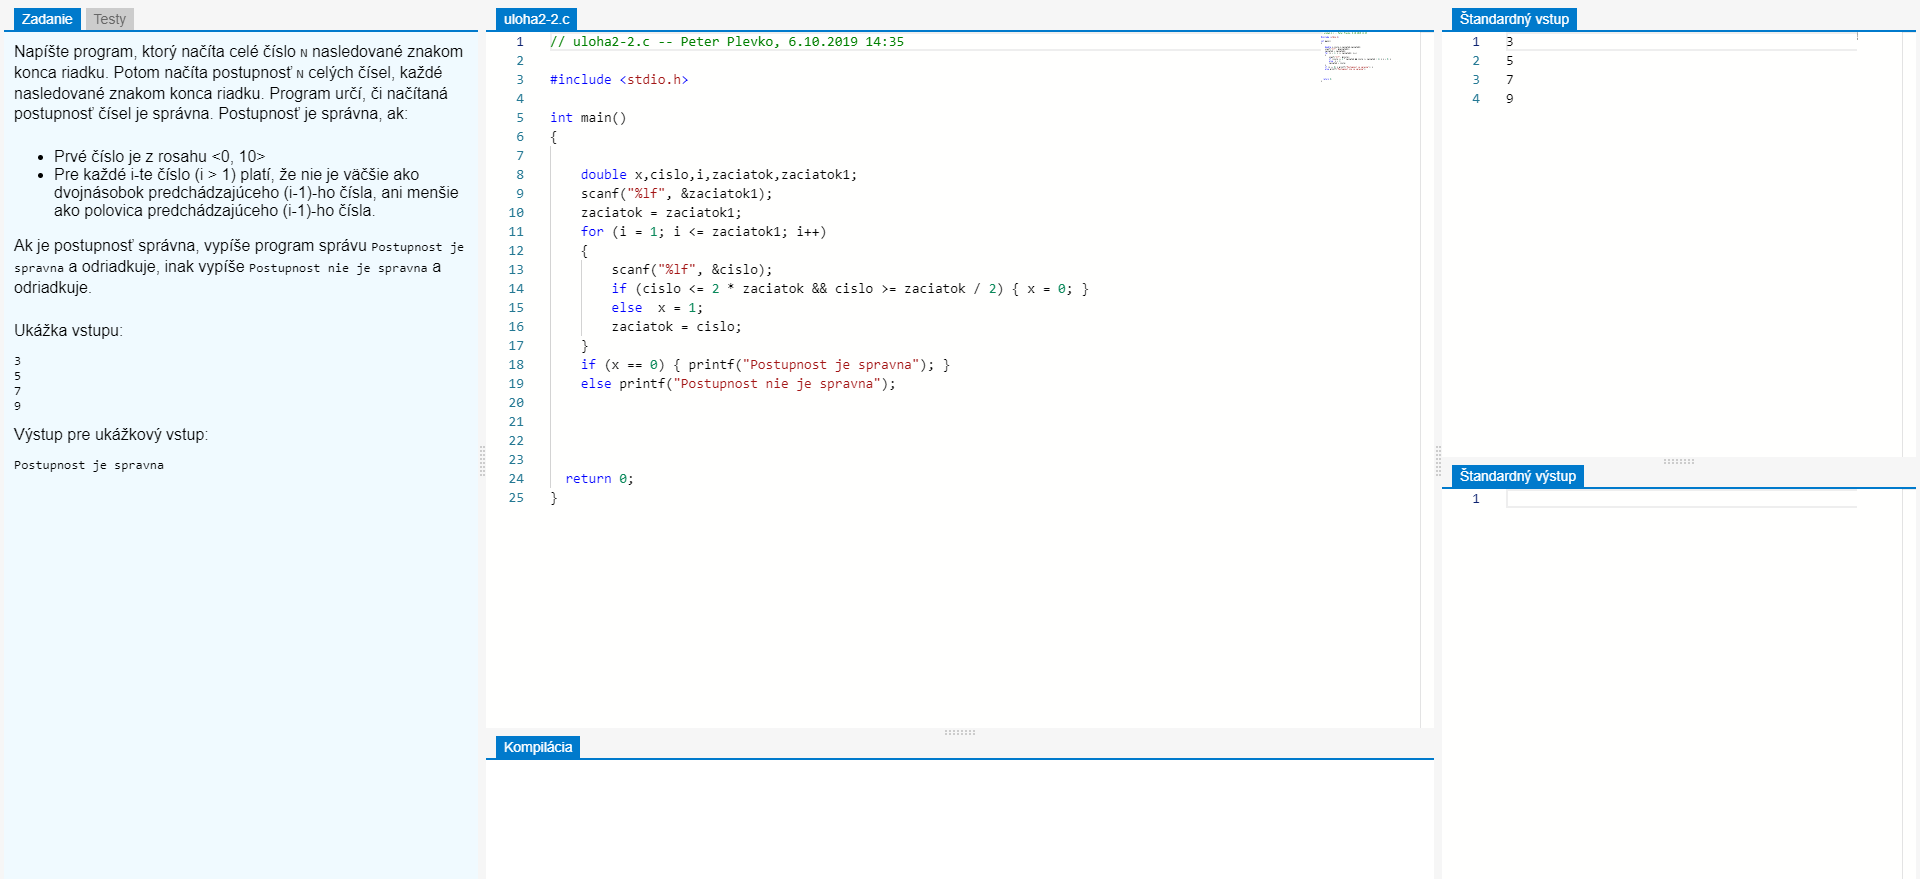 Zadanie
Testy
Napíšte program, ktorý načíta celé číslo N nasledované znakom
konca riadku. Potom načíta postupnosť N celých čísel, každé
nasledované znakom konca riadku. Program určí, či načítaná
postupnosť čísel je správna. Postupnosť je správna, ak:
• Prvé číslo je z rosahu <0, 10>
• Pre každé i-te číslo (i > 1) platí, že nie je väčšie ako
dvojnásobok predchádzajúceho (i-1)-ho čísla, ani menšie
ako polovica predchádzajúceho (i-1)-ho čísla.
Ak je postupnosť správna, vypíše program správu Postupnost je
spravna a odriadkuje, inak vypíše Postupnost nie je spravna a
odriadkuje.
Ukážka vstupu:
3
5
7
9
Výstup pre ukážkový vstup:
Postupnost je spravna
uloha2-2.c
1 // uloha2-2.c -- Peter Plevko, 6.10.2019 14:35
2
3 #include <stdio.h>
4
5 int main()
6 {
7
8 double x,cislo,i,zaciatok,zaciatok1;
9 scanf("%lf", &zaciatok1);
10 zaciatok = zaciatok1;
11 for (i = 1; i <= zaciatok1; i++)
12 {
13 scanf("%lf", &cislo);
14 if (cislo <= 2 * zaciatok && cislo >= zaciatok / 2) { x = 0; }
15 else  x = 1;
16 zaciatok = cislo;
17 }
18 if (x == 0) { printf("Postupnost je spravna"); }
19 else printf("Postupnost nie je spravna");
20
21
22
23
24 return 0;
25 }
Kompilácia
Štandardný vstup
1 3
2 5
3 7
4 9
Štandardný výstup
1